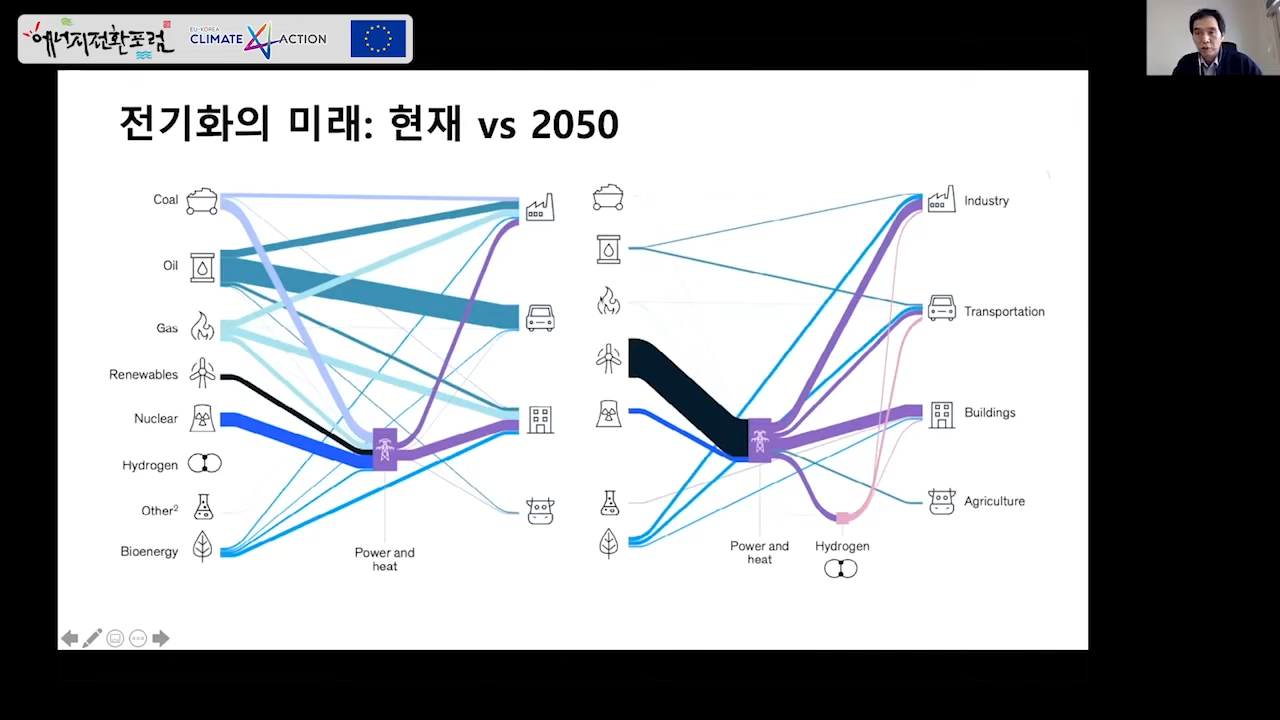 에너지전환포럼
EU-KOREA
CLIMATE ACTION
전기화의 미래: 현재 vs 2050
Coal
Oil
Gas
Renewables
Nuclear
Hydrogen
Other2
Bioenergy
Power and
heat
Industry
Transportation
Buildings
Agriculture
Power and
heat
Hydrogen